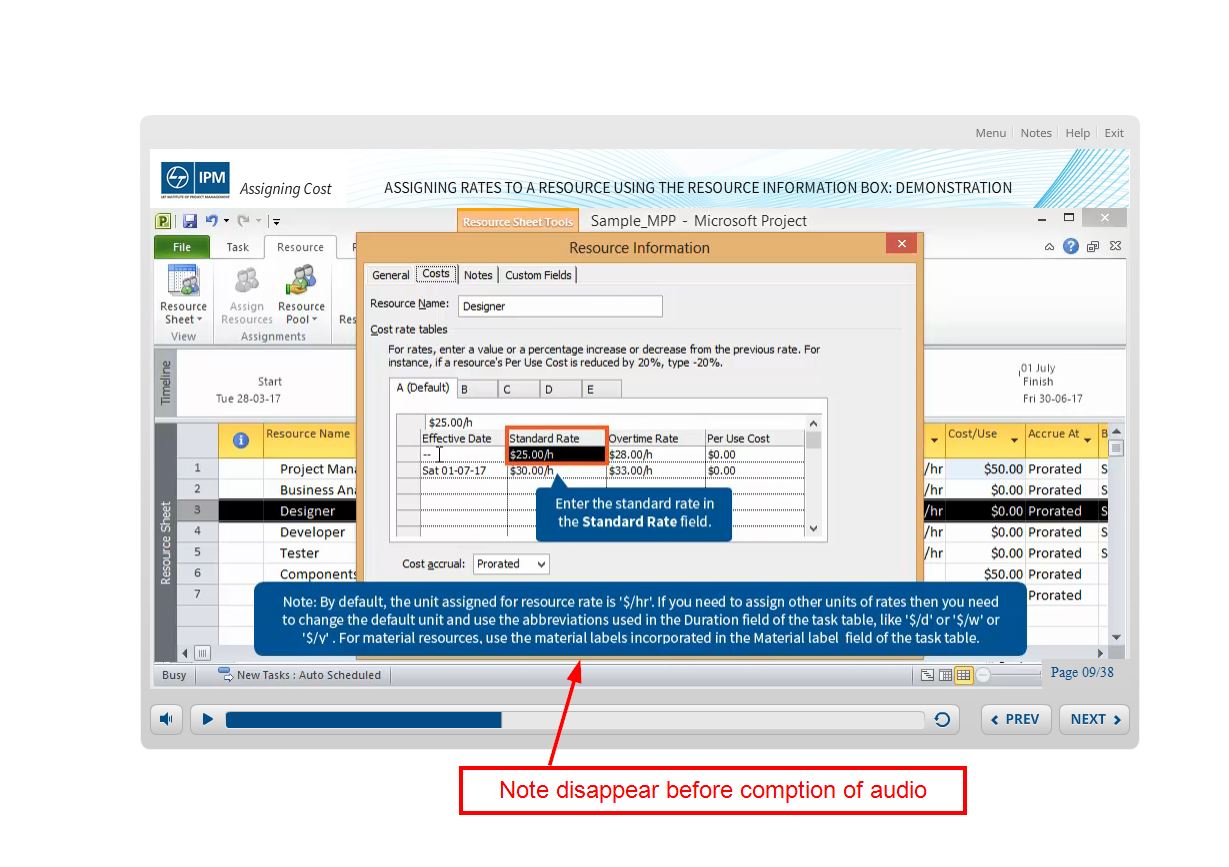 Menu Notes Help Exit
IPM
L&T INSTITUTE OF PROJECT MANAGEMENT
Assigning Cost
ASSIGNING RATES TO A RESOURCE USING THE RESOURCE INFORMATION BOX: DEMONSTRATION
Resource Sheet Tools
Sample_MPP - Microsoft Project
File Task Resource
Resource Information
Resource Sheet
View
Assign Resources
Resource Pool
Assignments
General Costs Notes Custom Fields
Resource Name: Designer
Cost rate tables
For rates, enter a value or a percentage increase or decrease from the previous rate. For
instance, if a resource's Per Use Cost is reduced by 20%, type -20%.
A (Default) B C D E
$25.00/h
Effective Date Standard Rate Overtime Rate Per Use Cost
-- $25.00/h $28.00/h $0.00
Sat 01-07-17 $30.00/h $33.00/h $0.00
Enter the standard rate in
the Standard Rate field.
Cost accrual: Prorated
Timeline
Start
Tue 28-03-17
01 July
Finish
Fri 30-06-17
Resource Sheet
Resource Name Cost/Use Accrue At B
1 Project Man /hr $50.00 Prorated S
2 Business An /hr $0.00 Prorated S
3 Designer /hr $0.00 Prorated S
4 Developer /hr $0.00 Prorated S
5 Tester /hr $0.00 Prorated S
6 Components $50.00 Prorated
7 Prorated
Note: By default, the unit assigned for resource rate is '$/hr'. If you need to assign other units of rates then you need
to change the default unit and use the abbreviations used in the Duration field of the task table, like '$/d' or '$/w' or
'$/y' . For material resources, use the material labels incorporated in the Material label field of the task table.
Busy New Tasks : Auto Scheduled
Page 09/38
PREV NEXT
Note disappear before comption of audio